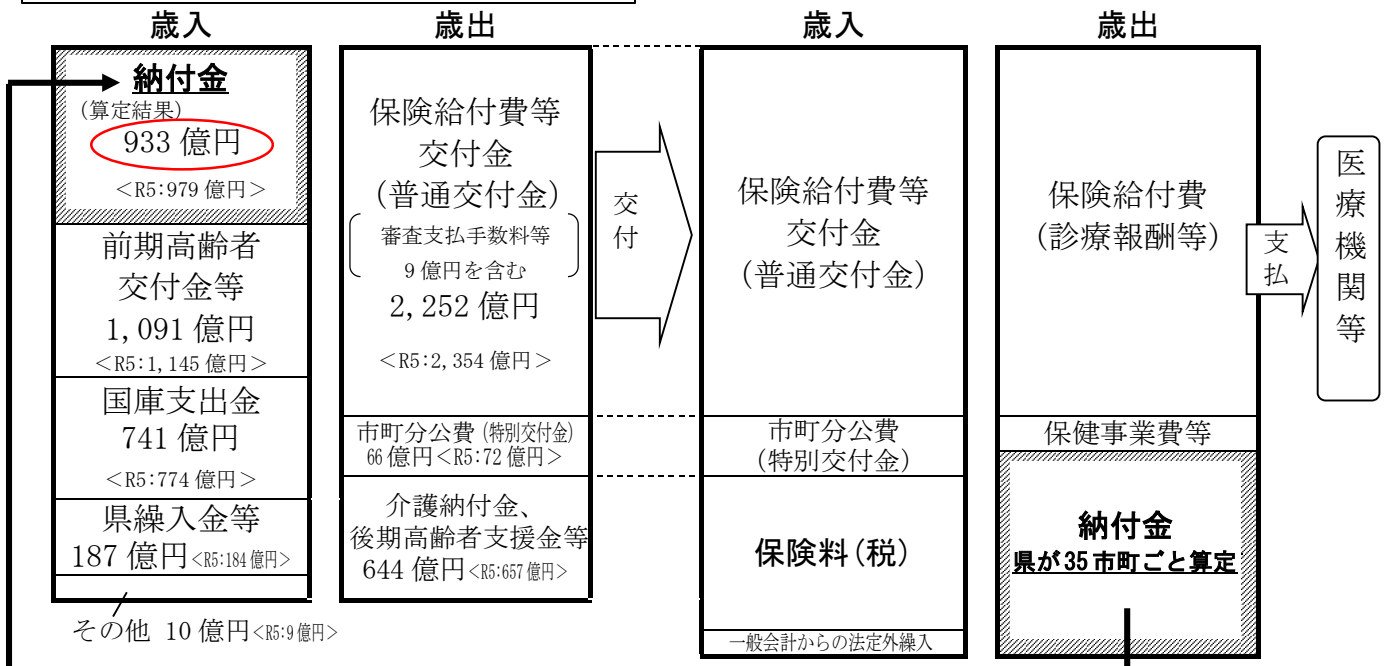 歳入
納付金
(算定結果)
933 億円
＜R5:979 億円＞
前期高齢者
交付金等
1,091 億円
＜R5:1,145 億円＞
国庫支出金
741 億円
＜R5:774 億円＞
県繰入金等
187 億円＜R5:184 億円＞
その他 10 億円＜R5:9 億円＞
歳出
保険給付費等
交付金
(普通交付金)
審査支払手数料等
9 億円を含む
2,252 億円
＜R5:2,354 億円＞
市町分公費(特別交付金)
66 億円＜R5:72 億円＞
介護納付金、
後期高齢者支援金等
644 億円＜R5:657 億円＞
交
付
歳入
保険給付費等
交付金
(普通交付金)
市町分公費
(特別交付金)
保険料(税)
一般会計からの法定外繰入
歳出
保険給付費
(診療報酬等)
保健事業費等
納付金
県が35市町ごと算定
支
払
医
療
機
関
等